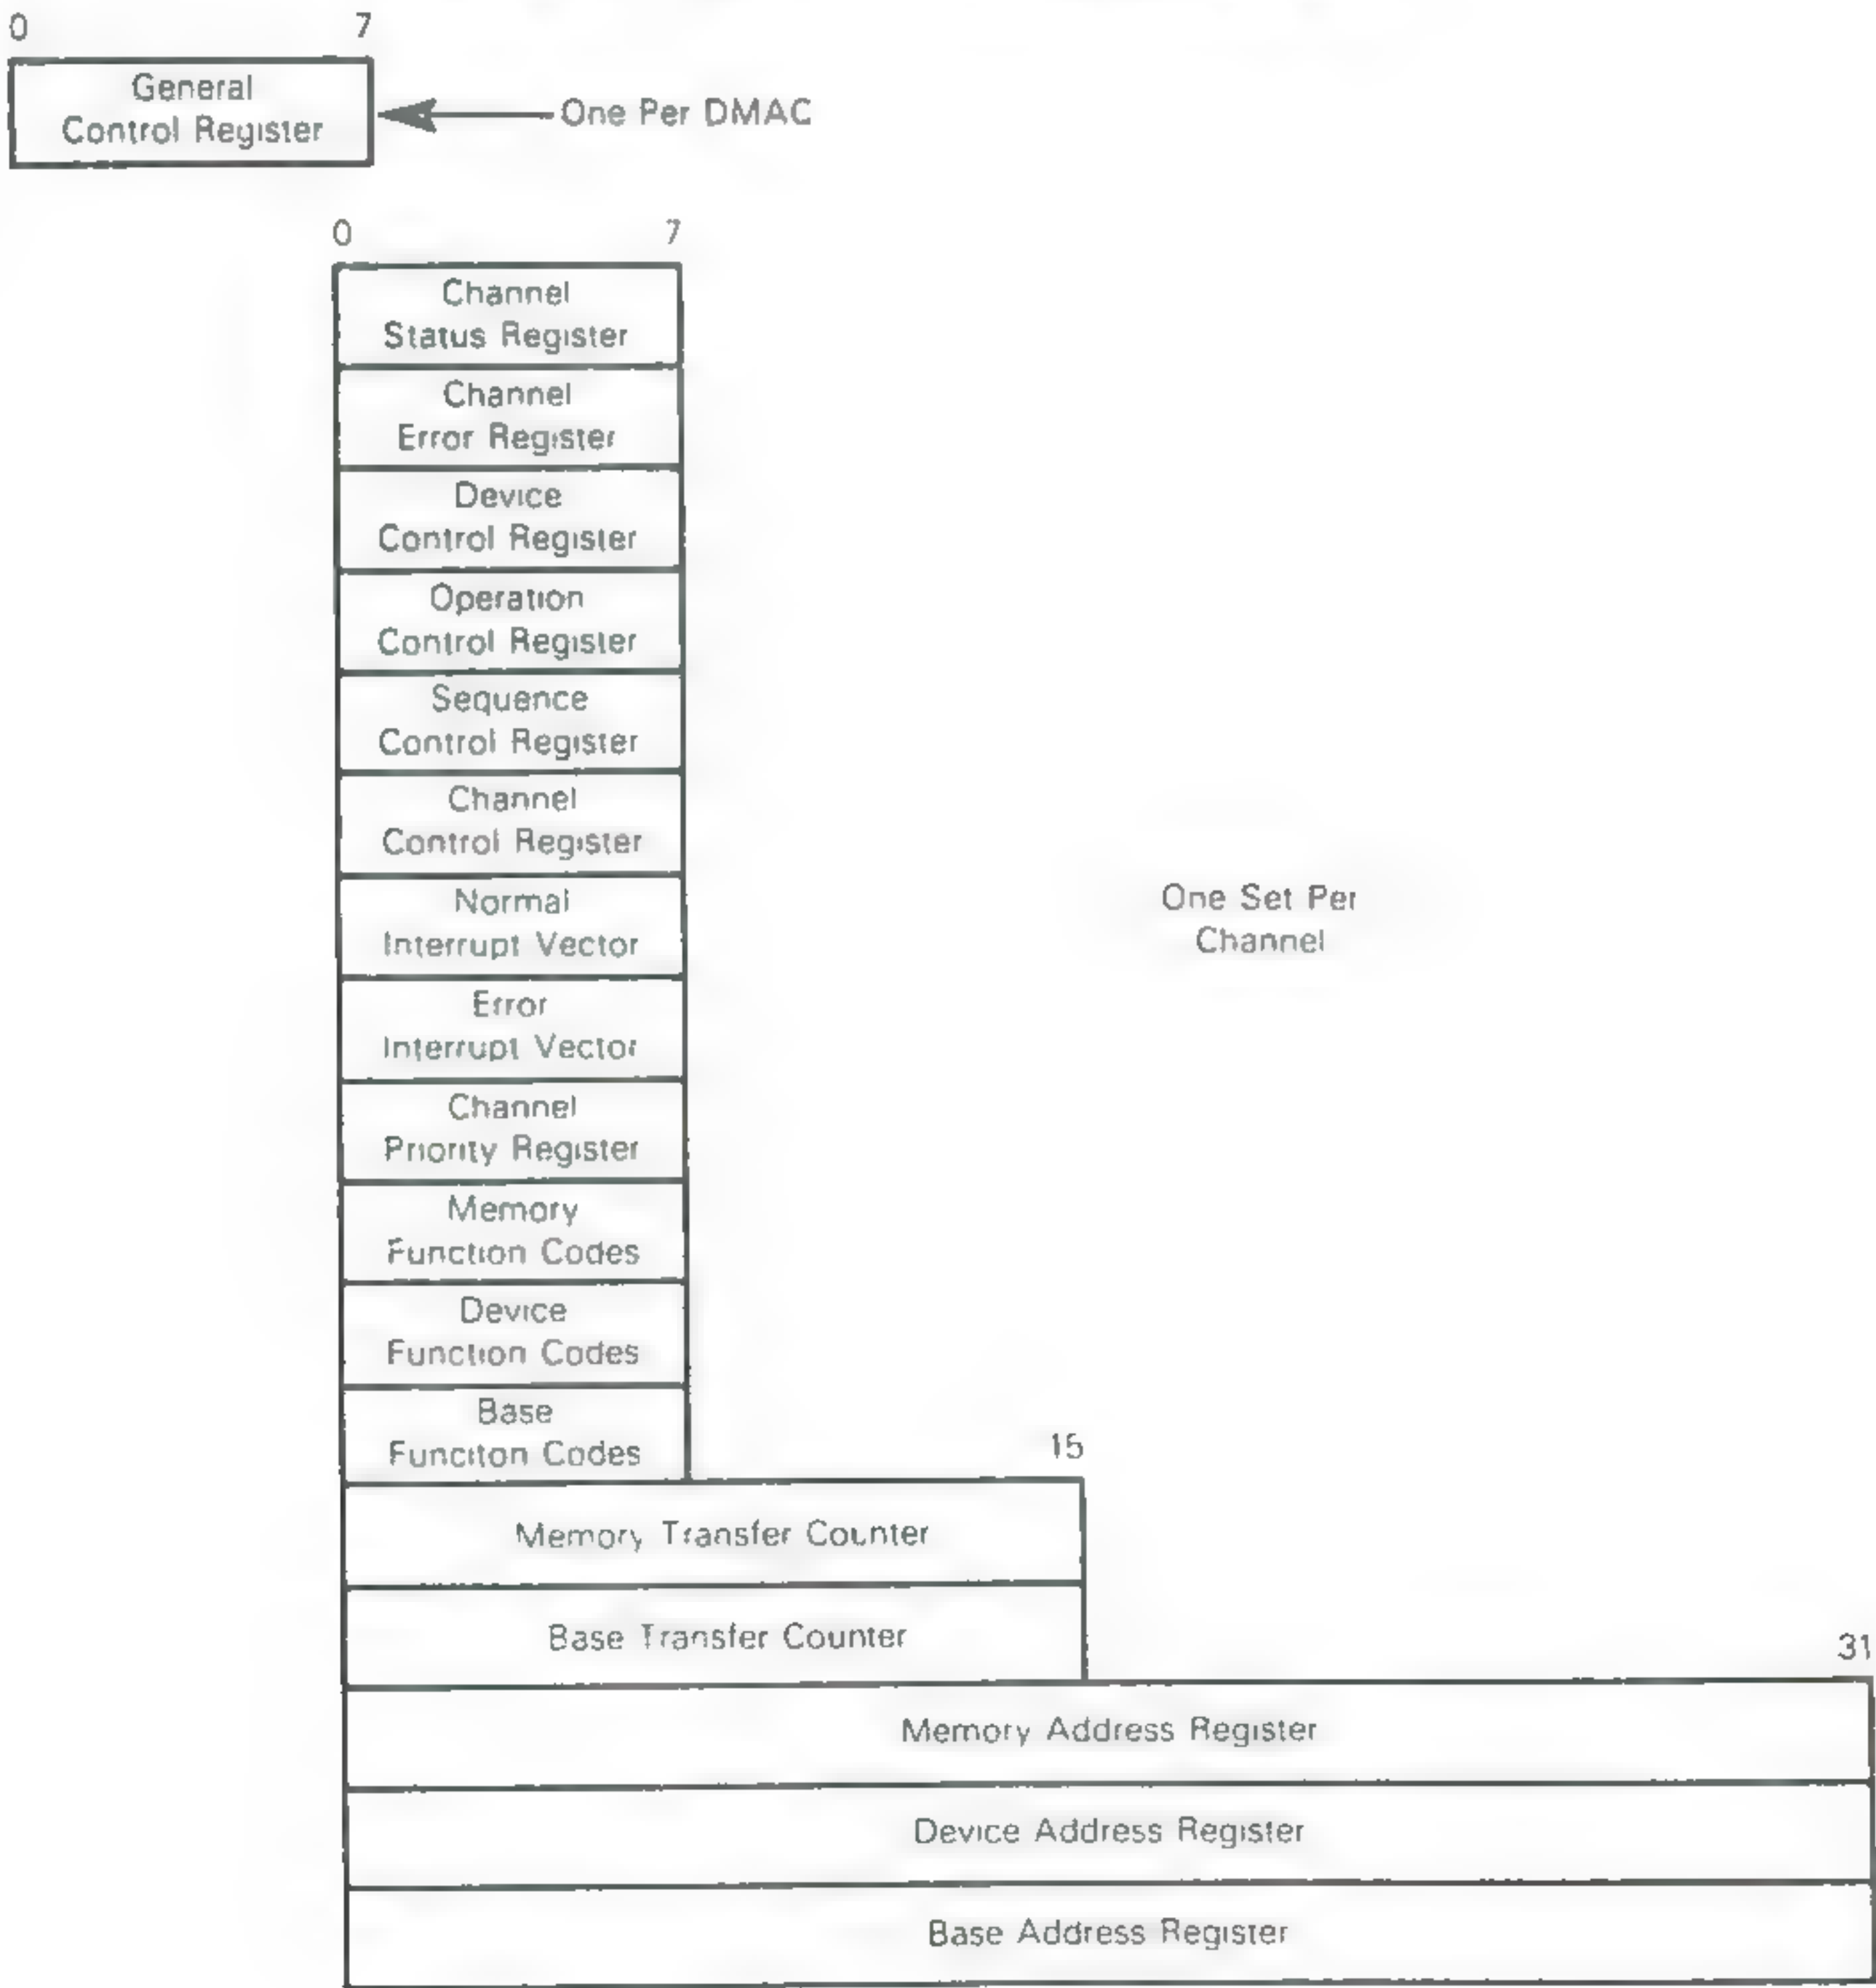 0 7
General
Control Register
One Per DMAC
0 7
Channel
Status Register
Channel
Error Register
Device
Control Register
Operation
Control Register
Sequence
Control Register
Channel
Control Register
Normal
Interrupt Vector
One Set Per
Channel
Error
Interrupt Vector
Channel
Priority Register
Memory
Function Codes
Device
Function Codes
Base
Funciton Codes
15
Memory Transfer Counter
Base Transfer Counter
31
Memory Address Register
Device Address Register
Base Address Register